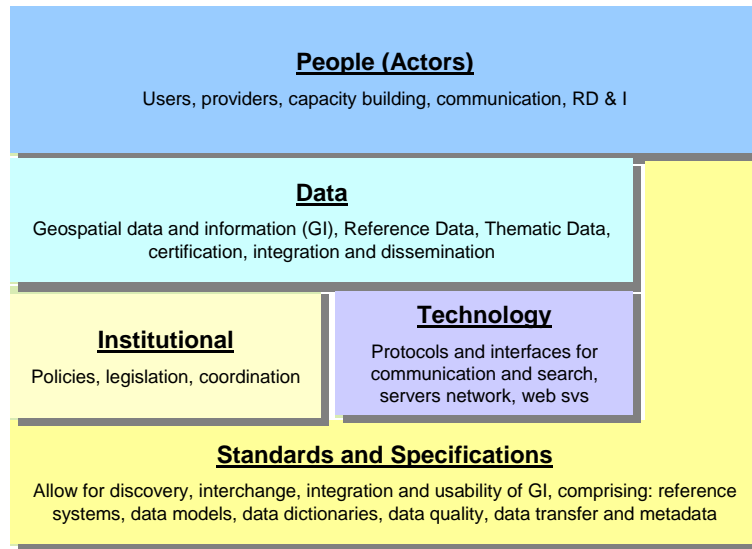 People (Actors)
Users, providers, capacity building, communication, RD & I
Data
Geospatial data and information (GI), Reference Data, Thematic Data,
certification, integration and dissemination
Institutional
Policies, legislation, coordination
Technology
Protocols and interfaces for
communication and search,
servers network, web svs
Standards and Specifications
Allow for discovery, interchange, integration and usability of GI, comprising: reference
systems, data models, data dictionaries, data quality, data transfer and metadata